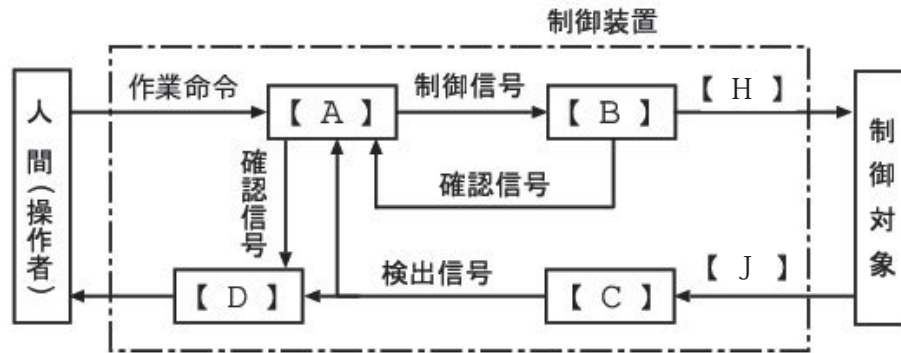 制御装置
作業命令
【 A 】
制御信号
【 B 】
【 H 】
人間(操作者)
制御対象
確認信号
確認信号
【 D 】
検出信号
【 C 】
【 J 】